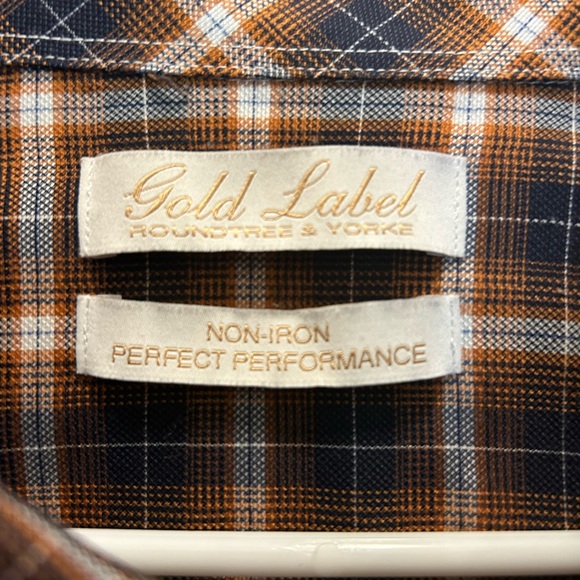 Gold Label
ROUNDTREE & YORKE
NON-IRON
PERFECT PERFORMANCE